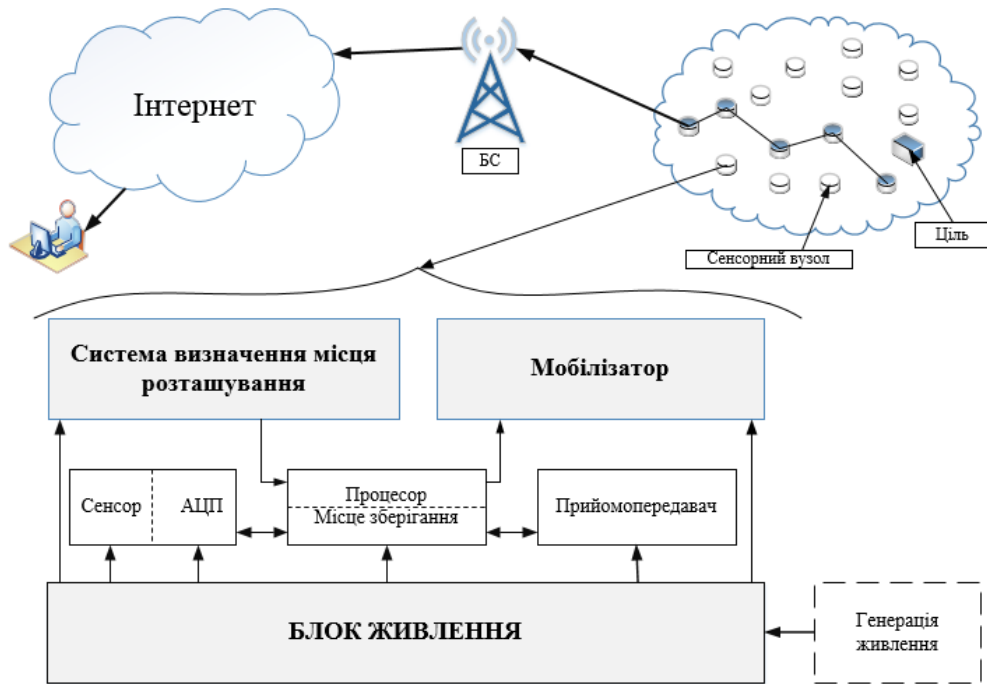 Інтернет
БС
Ціль
Сенсорний вузол
Система визначення місця
розташування
Мобілізатор
Сенсор
АЦП
Процесор
Місце зберігання
Прийомопередавач
БЛОК ЖИВЛЕННЯ
Генерація
живлення